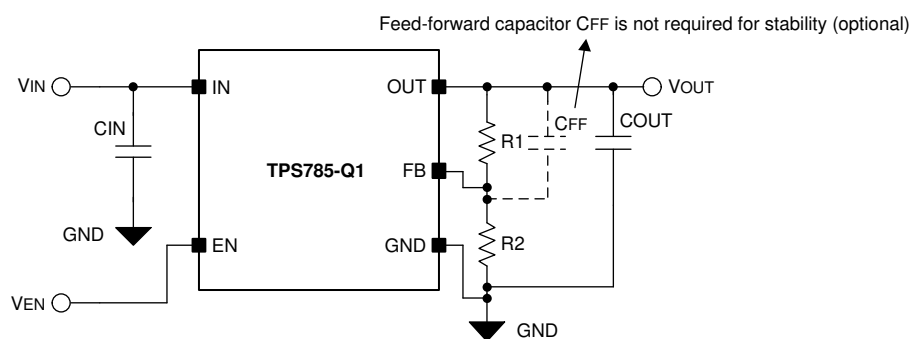 Feed-forward capacitor CFF is not required for stability (optional)
VIN
IN
OUT
VOUT
CIN
R1
CFF
COUT
TPS785-Q1
FB
GND
EN
GND
R2
VEN
GND